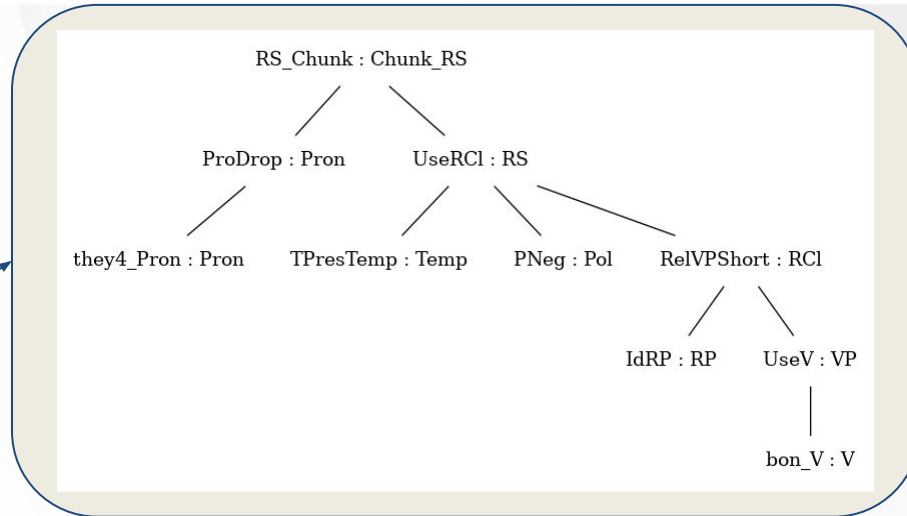 RS_Chunk : Chunk_RS
ProDrop : Pron UseRCl : RS
they4_Pron : Pron TPresTemp : Temp PNeg : Pol RelVPShort : RCl
IdRP : RP UseV : VP
bon_V : V